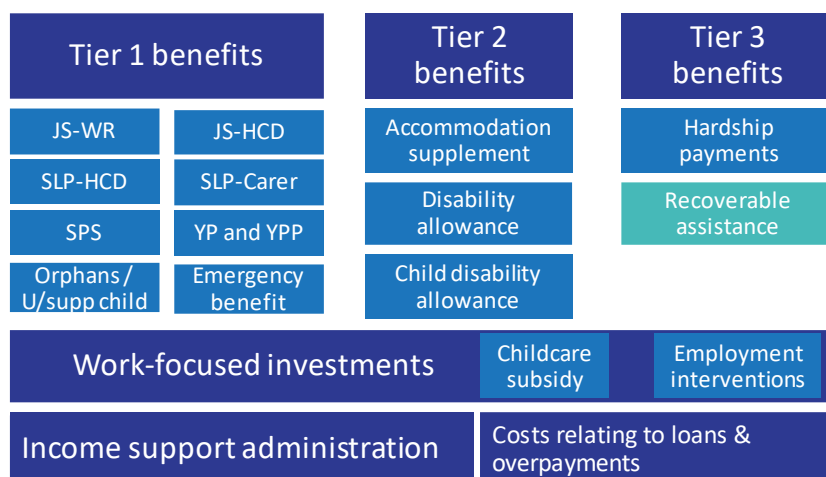 Tier 1 benefits
JS-WR
JS-HCD
SLP-HCD
SLP-Carer
SPS
YP and YPP
Orphans /
U/supp child
Emergency
benefit
Tier 2
benefits
Accommodation
supplement
Disability
allowance
Child disability
allowance
Tier 3
benefits
Hardship
payments
Recoverable
assistance
Work-focused investments
Childcare
subsidy
Employment
interventions
Income support administration
Costs relating to loans &
overpayments